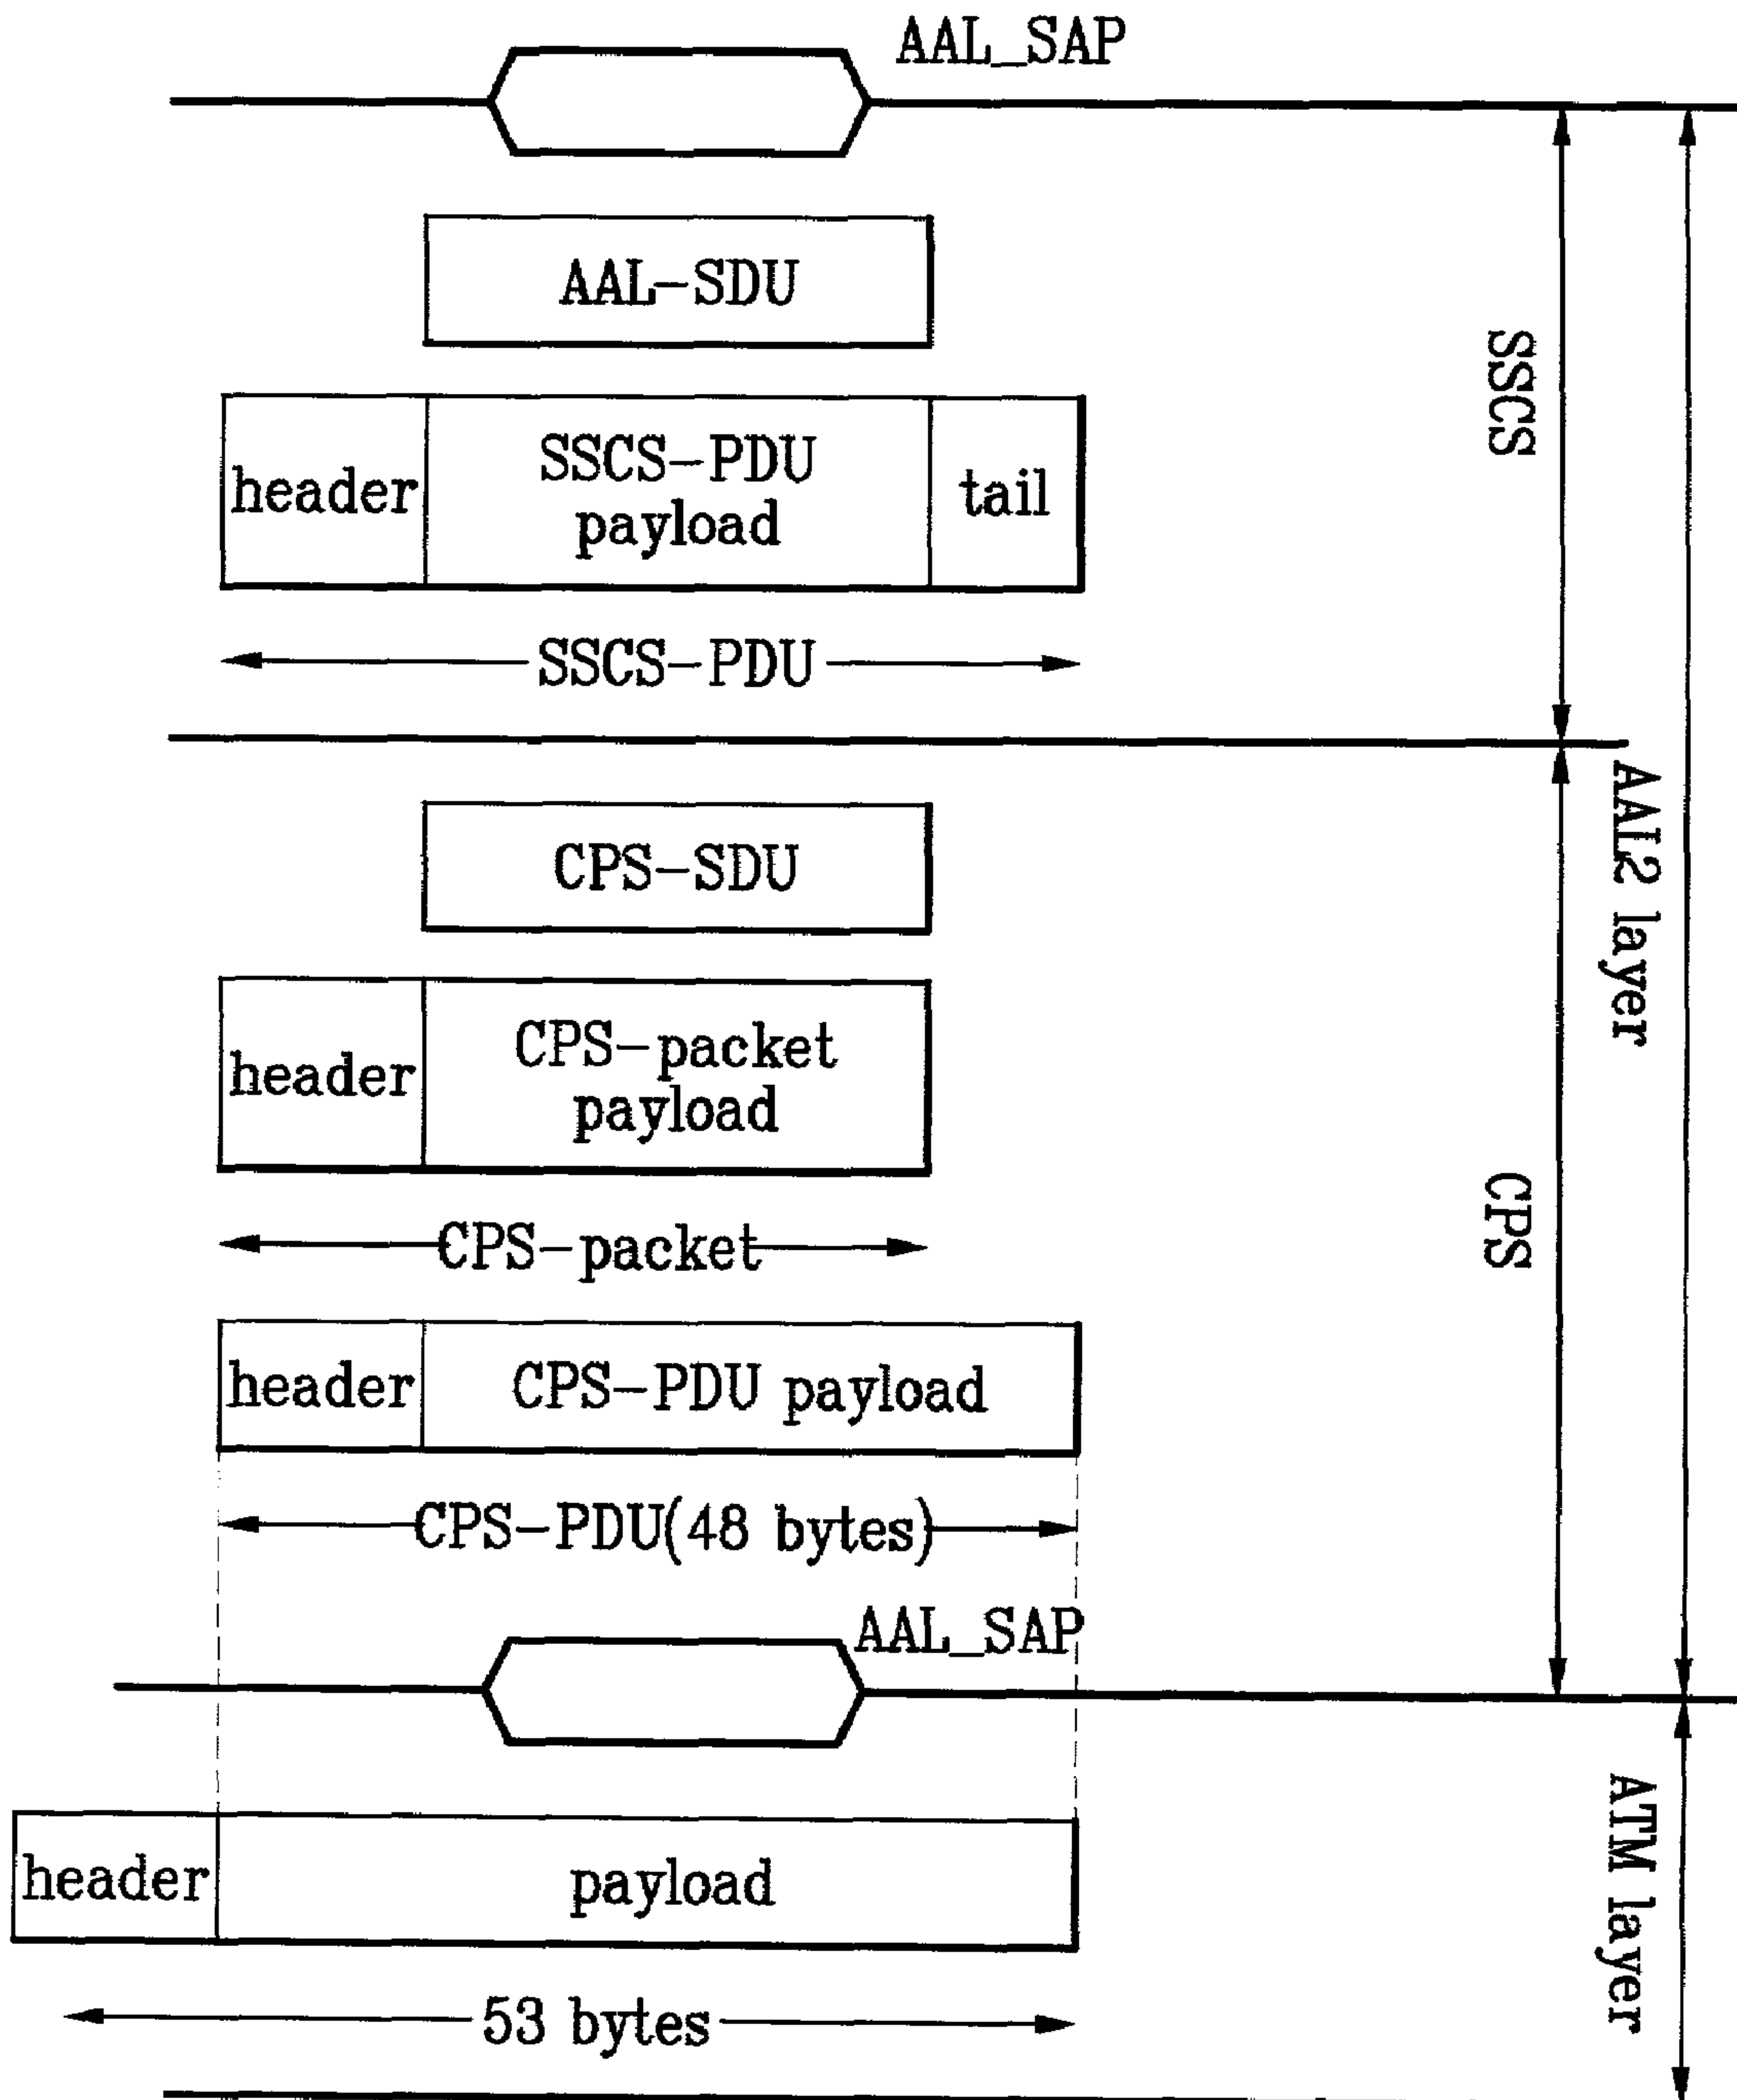 AAL_SAP
AAL-SDU
header
SSCS-PDU
payload
tail
SSCS-PDU
SSCS
CPS-SDU
AAL2 layer
header
CPS-packet
payload
CPS-packet
CPS
header
CPS-PDU payload
CPS-PDU(48 bytes)
AAL_SAP
header
payload
ATM layer
53 bytes